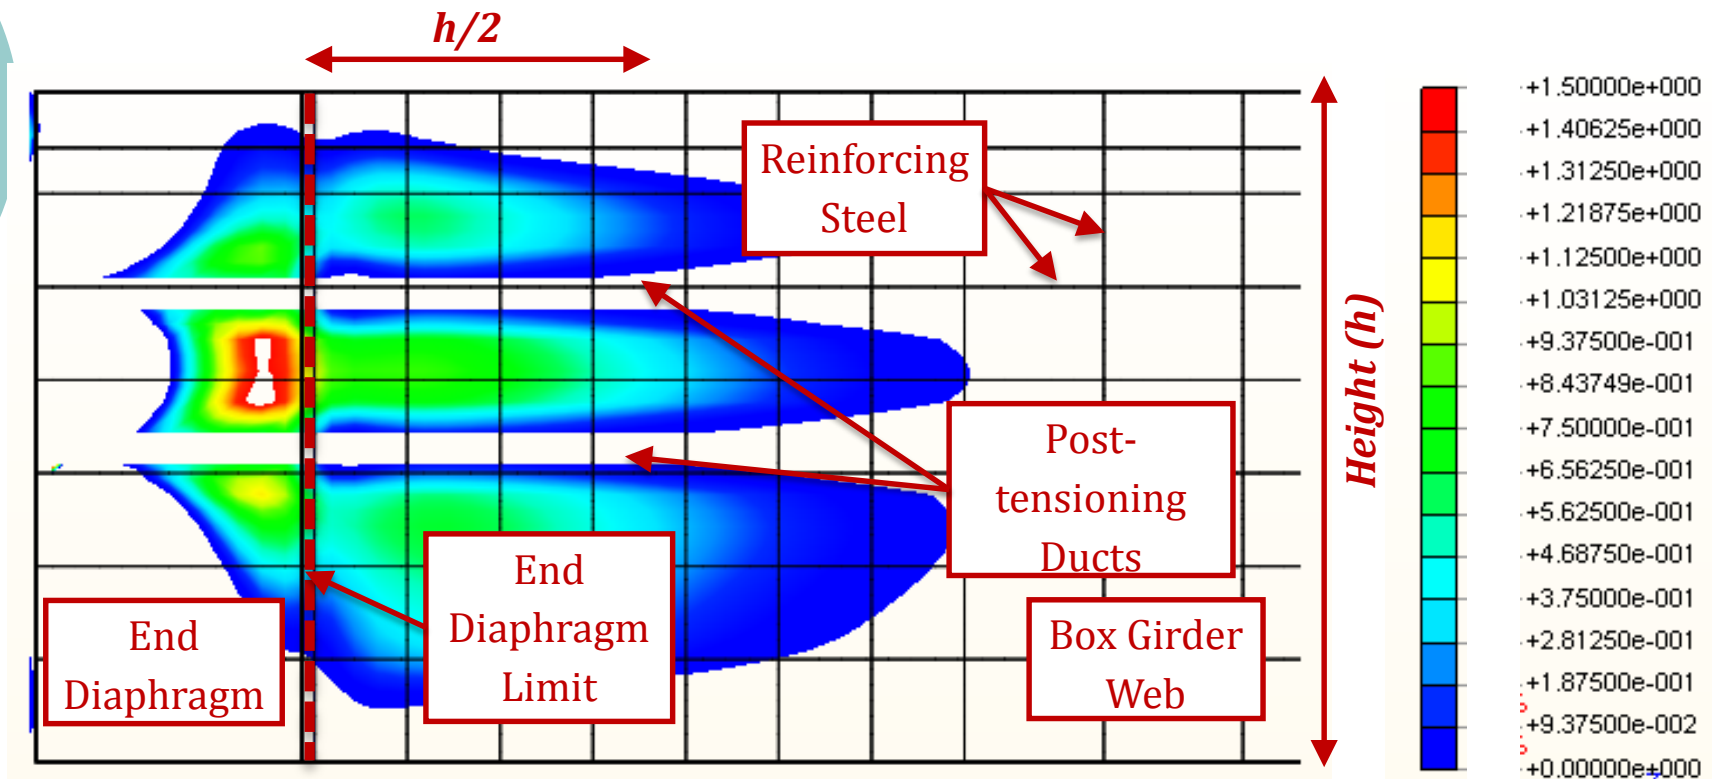 h/2
Reinforcing
Steel
Height (h)
Post-
tensioning
Ducts
End
Diaphragm
Limit
End
Diaphragm
Box Girder
Web
+1.50000e+000
+1.40625e+000
+1.31250e+000
+1.21875e+000
+1.12500e+000
+1.03125e+000
+9.37500e-001
+8.43749e-001
+7.50000e-001
+6.56250e-001
+5.62500e-001
+4.68750e-001
+3.75000e-001
+2.81250e-001
+1.87500e-001
+9.37500e-002
+0.00000e+000